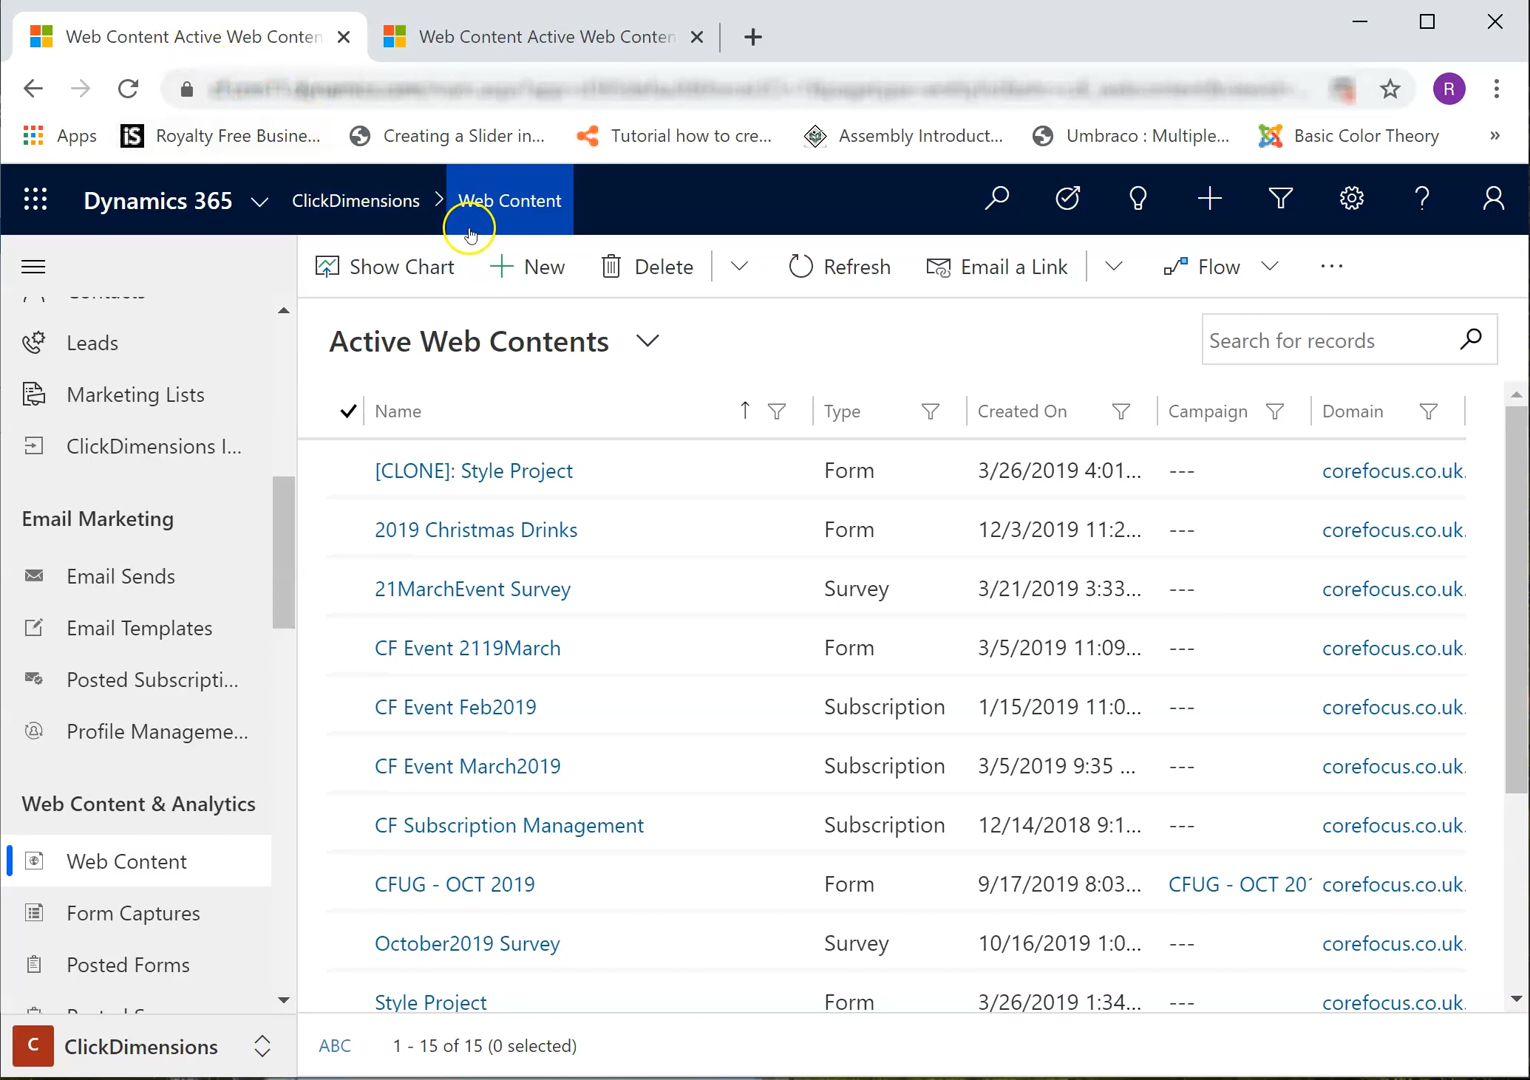 Web Content Active Web Conten
Web Content Active Web Conten
R
Apps
iS Royalty Free Busine...
Creating a Slider in...
Tutorial how to cre...
Assembly Introduct...
Umbraco : Multiple...
Basic Color Theory
»
Dynamics 365
ClickDimensions
Web Content
Show Chart
New
Delete
Refresh
Email a Link
Flow
Leads
Marketing Lists
ClickDimensions I...
Email Marketing
Email Sends
Email Templates
Posted Subscripti...
Profile Manageme...
Web Content & Analytics
Web Content
Form Captures
Posted Forms
C ClickDimensions
Active Web Contents
Search for records
Name Type Created On Campaign Domain
[CLONE]: Style Project Form 3/26/2019 4:01... --- corefocus.co.uk.
2019 Christmas Drinks Form 12/3/2019 11:2... --- corefocus.co.uk.
21MarchEvent Survey Survey 3/21/2019 3:33... --- corefocus.co.uk.
CF Event 2119March Form 3/5/2019 11:09... --- corefocus.co.uk.
CF Event Feb2019 Subscription 1/15/2019 11:0... --- corefocus.co.uk.
CF Event March2019 Subscription 3/5/2019 9:35 ... --- corefocus.co.uk.
CF Subscription Management Subscription 12/14/2018 9:1... --- corefocus.co.uk.
CFUG - OCT 2019 Form 9/17/2019 8:03... CFUG - OCT 201 corefocus.co.uk.
October2019 Survey Survey 10/16/2019 1:0... --- corefocus.co.uk.
Style Project Form 3/26/2019 1:34... --- corefocus.co.uk.
ABC 1 - 15 of 15 (0 selected)